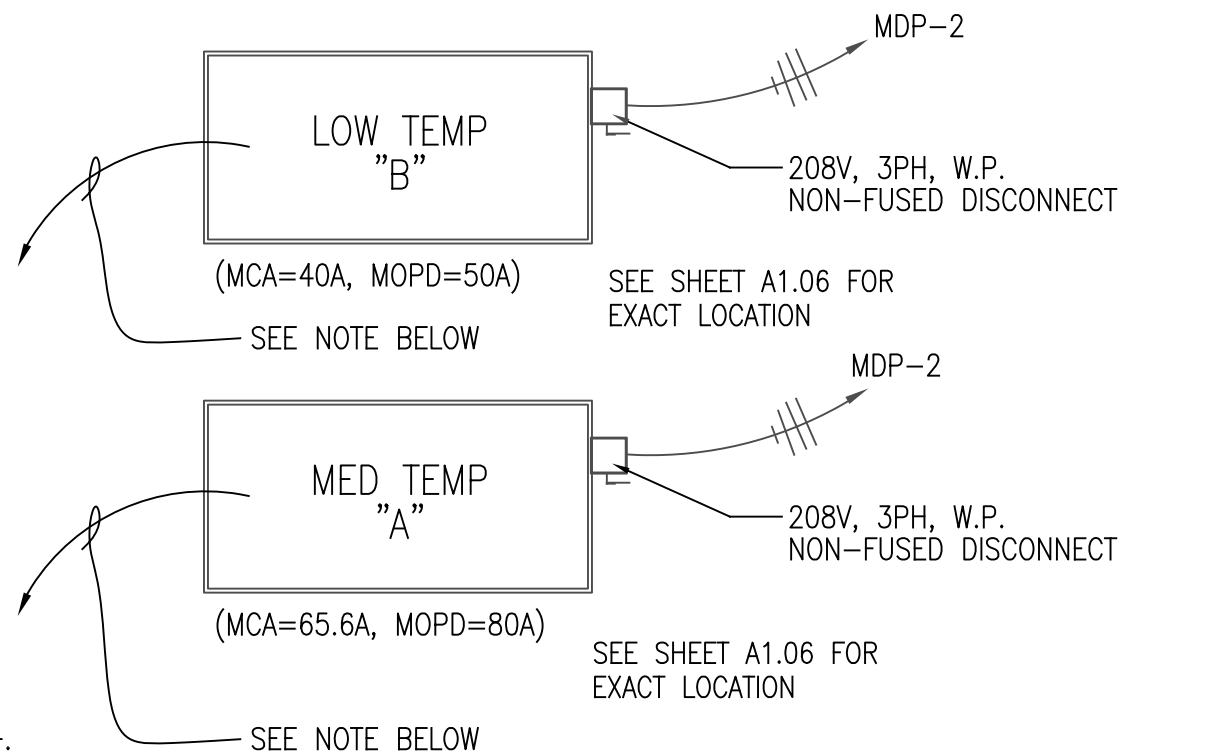 MDP-2
LOW TEMP
"B"
208V, 3PH, W.P.
NON-FUSED DISCONNECT
(MCA=40A, MOPD=50A)
SEE SHEET A1.06 FOR
EXACT LOCATION
SEE NOTE BELOW
MDP-2
MED TEMP
"A"
208V, 3PH, W.P.
NON-FUSED DISCONNECT
(MCA=65.6A, MOPD=80A)
SEE SHEET A1.06 FOR
EXACT LOCATION
SEE NOTE BELOW